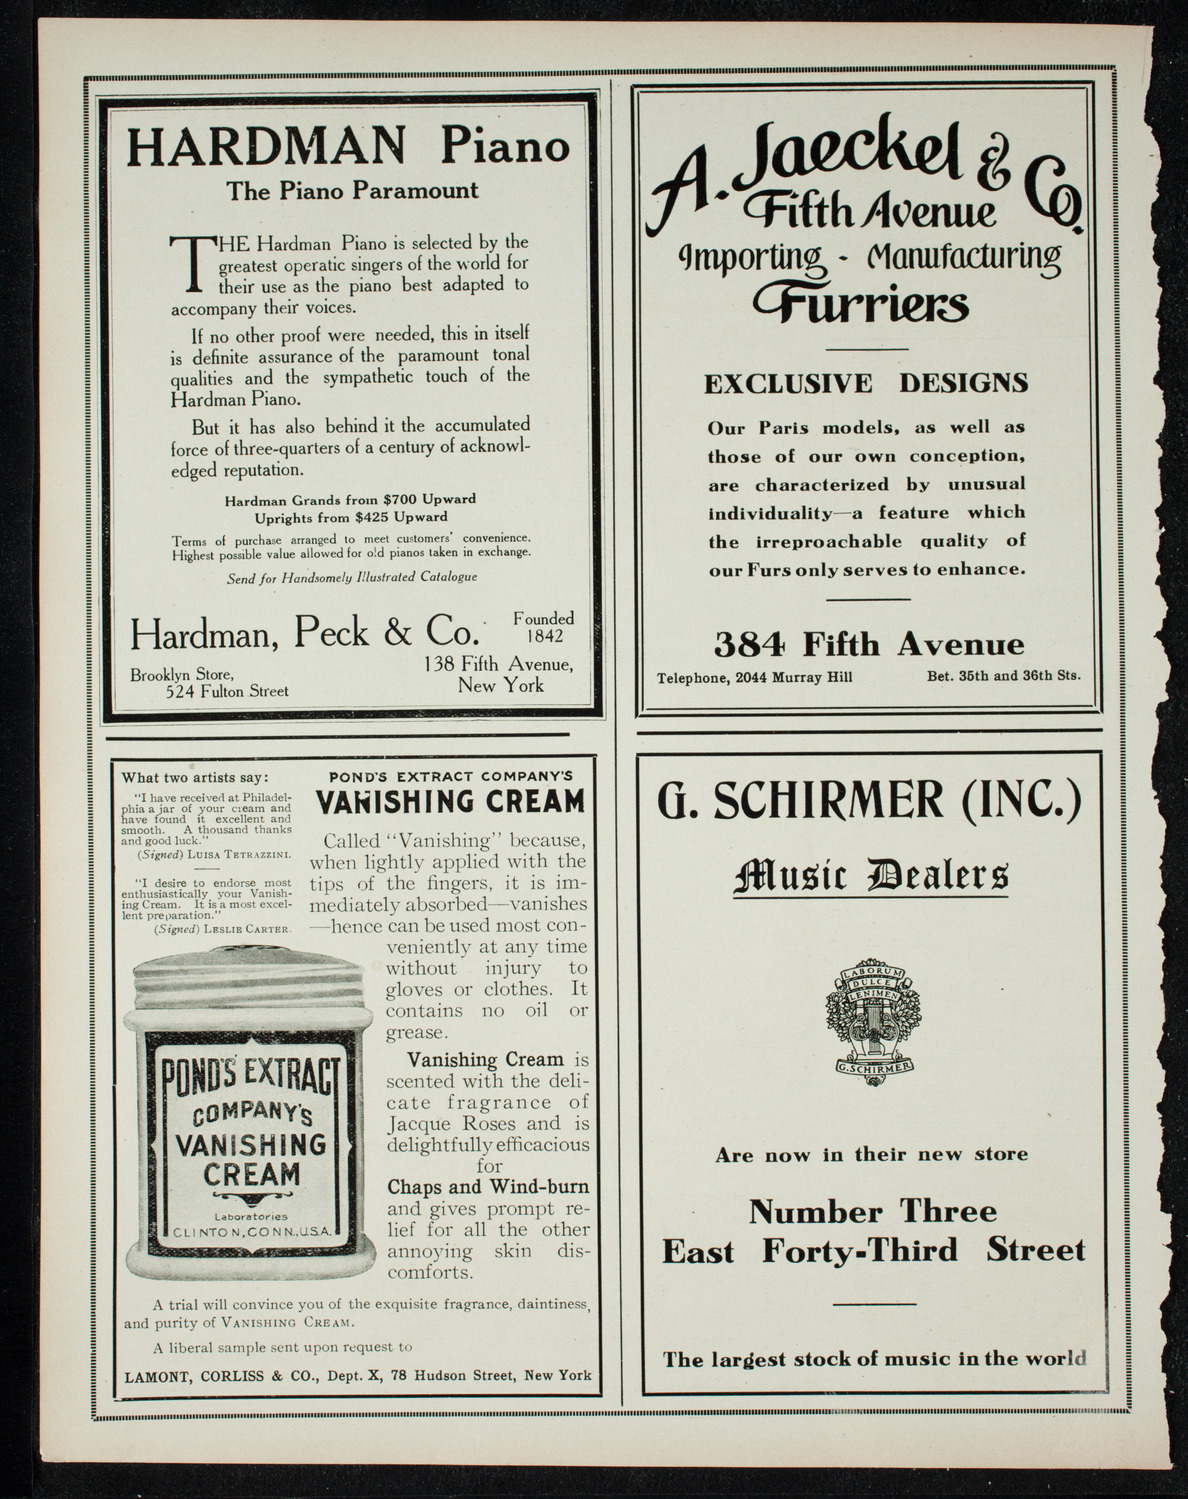 HARDMAN Piano
The Piano Paramount
THE Hardman Piano is selected by the
greatest operatic singers of the world for
their use as the piano best adapted to
accompany their voices.
If no other proof were needed, this in itself
is definite assurance of the paramount tonal
qualities and the sympathetic touch of the
Hardman Piano.
But it has also behind it the accumulated
force of three-quarters of a century of acknowl-
edged reputation.
Hardman Grands from $700 Upward
Uprights from $425 Upward
Terms of purchase arranged to meet customers' convenience.
Highest possible value allowed for old pianos taken in exchange.
Send for Handsomely Illustrated Catalogue
Hardman, Peck & Co.
Founded
1842
Brooklyn Store,
524 Fulton Street
138 Fifth Avenue,
New York
A. Jaeckel & Co.
Fifth Avenue
Importing - Manufacturing
Furriers
EXCLUSIVE DESIGNS
Our Paris models, as well as
those of our own conception,
are characterized by unusual
individuality—a feature which
the irreproachable quality of
our Furs only serves to enhance.
384 Fifth Avenue
Telephone, 2044 Murray Hill
Bet. 35th and 36th Sts.
What two artists say:
"I have received at Philadel-
phia a jar of your cream and
have found it excellent and
smooth. A thousand thanks
and good luck."
(Signed) LUISA TETRAZZINI.
"I desire to endorse most
enthusiastically your Vanish-
ing Cream. It is a most excel-
lent preparation."
(Signed) LESLIE CARTER.
POND'S EXTRACT COMPANY'S
VANISHING CREAM
Called "Vanishing" because,
when lightly applied with the
tips of the fingers, it is im-
mediately absorbed—vanishes
—hence can be used most con-
veniently at any time
without injury to
gloves or clothes. It
contains no oil or
grease.
Vanishing Cream is
scented with the deli-
cate fragrance of
Jacque Roses and is
delightfully efficacious
for
Chaps and Wind-burn
and gives prompt re-
lief for all the other
annoying skin dis-
comforts.
POND'S EXTRACT
COMPANY'S
VANISHING
CREAM
Laboratories
CLINTON, CONN., U.S.A.
A trial will convince you of the exquisite fragrance, daintiness,
and purity of VANISHING CREAM.
A liberal sample sent upon request to
LAMONT, CORLISS & CO., Dept. X, 78 Hudson Street, New York
G. SCHIRMER (INC.)
Music Dealers
LABORUM
DULCE
LENIMEN
G. SCHIRMER
Are now in their new store
Number Three
East Forty-Third Street
The largest stock of music in the world